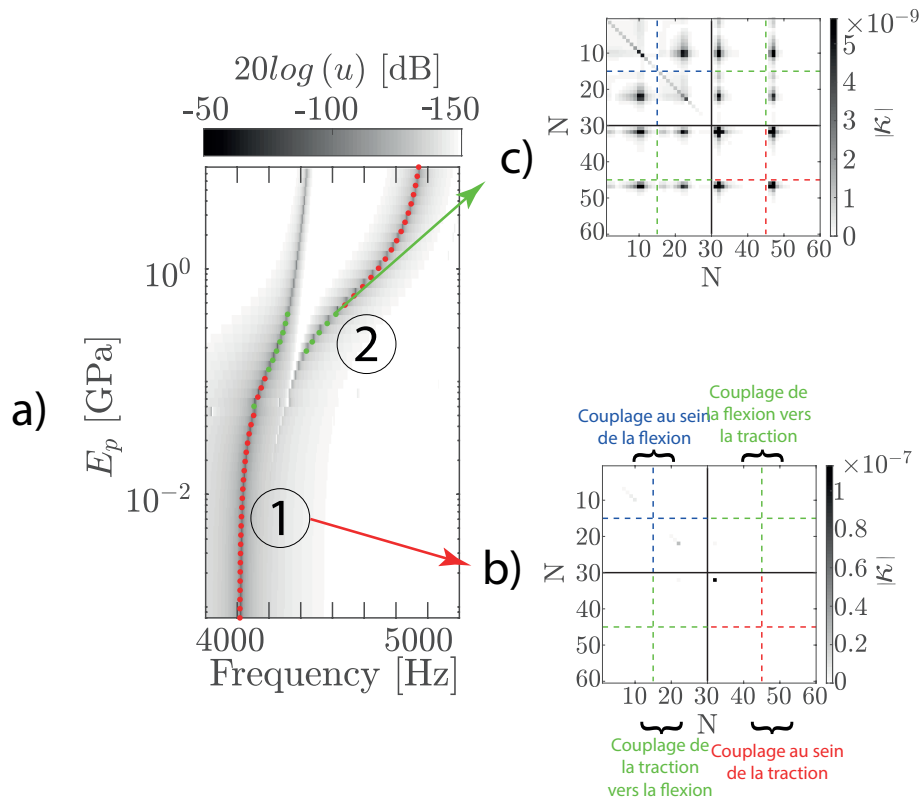 20log (u) [dB]
-50
-100
-150
a)
E_p [GPa]
10^0
10^-2
4000
5000
Frequency [Hz]
①
②
c)
N
10
20
30
40
50
60
0
10
20
30
40
50
60
N
×10^-9
5
4
3
2
1
0
|κ|
Couplage au sein
de la flexion
Couplage de
la flexion vers
la traction
b)
N
10
20
30
40
50
60
0
10
20
30
40
50
60
N
×10^-7
1
0.8
0.6
0.4
0.2
0
|κ|
Couplage de
la traction
vers la flexion
Couplage au sein
de la traction